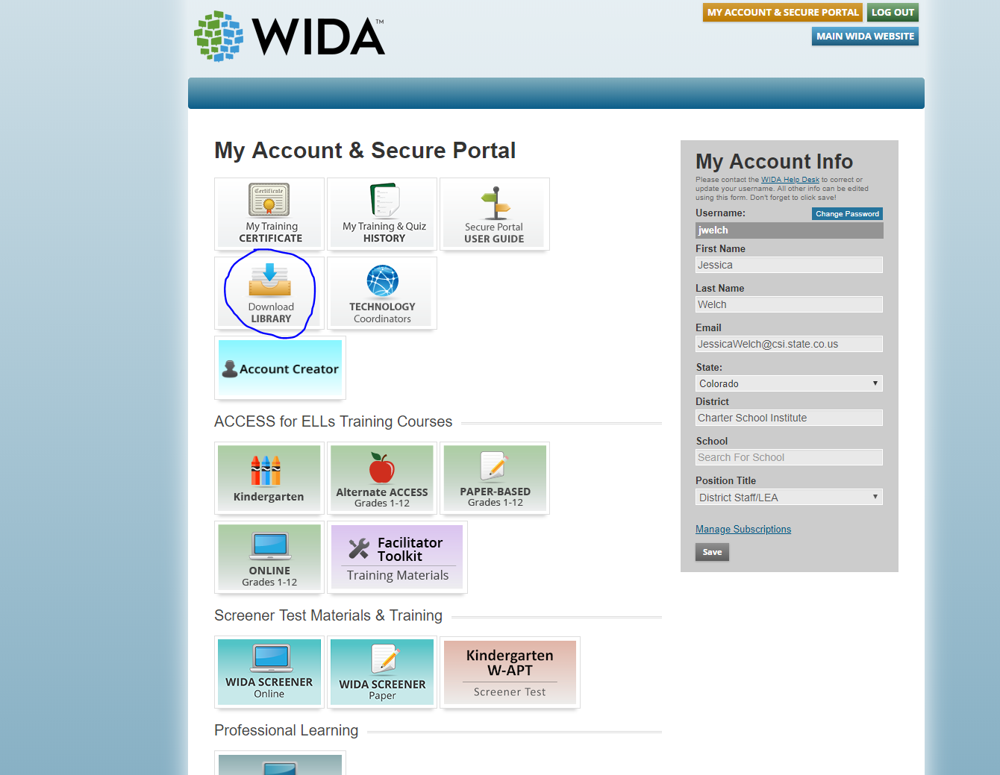 WIDA™
MY ACCOUNT & SECURE PORTAL
LOG OUT
MAIN WIDA WEBSITE
My Account & Secure Portal
Certificate
My Training
CERTIFICATE
My Training & Quiz
HISTORY
Secure Portal
USER GUIDE
Download
LIBRARY
TECHNOLOGY
Coordinators
Account Creator
ACCESS for ELLs Training Courses
Kindergarten
Alternate ACCESS
Grades 1-12
PAPER-BASED
Grades 1-12
ONLINE
Grades 1-12
Facilitator
Toolkit
Training Materials
Screener Test Materials & Training
WIDA SCREENER
Online
WIDA SCREENER
Paper
Kindergarten
W-APT
Screener Test
Professional Learning
My Account Info
Please contact the WIDA Help Desk to correct or
update your username. All other info can be edited
using this form. Don't forget to click save!
Username:
Change Password
jwelch
First Name
Jessica
Last Name
Welch
Email
JessicaWelch@csi.state.co.us
State:
Colorado
District
Charter School Institute
School
Search For School
Position Title
District Staff/LEA
Manage Subscriptions
Save